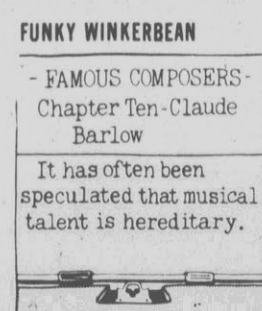 FUNKY WINKERBEAN
- FAMOUS COMPOSERS -
Chapter Ten-Claude
Barlow
It has often been
speculated that musical
talent is hereditary.